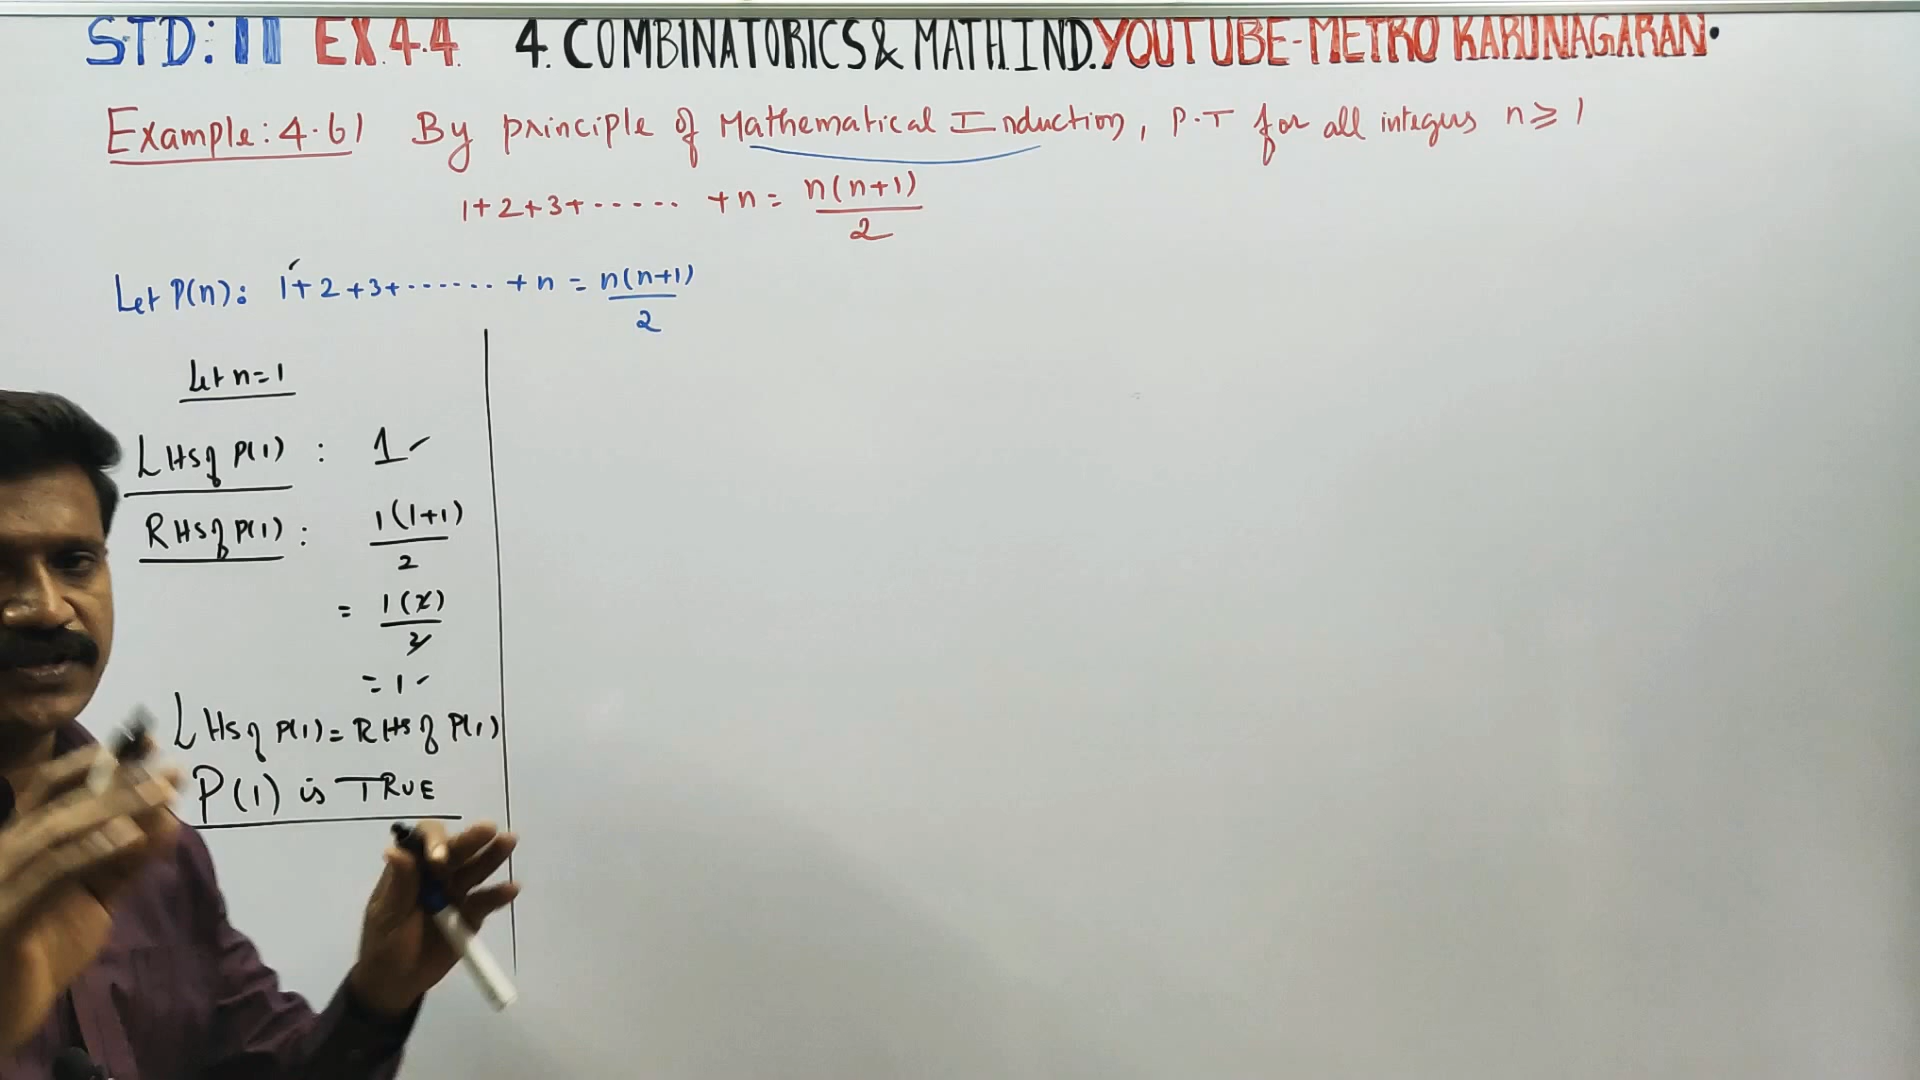 STD: 11 EX.4.4. 4. COMBINATORICS & MATH IND. YOUTUBE-METRO KARUNAGARAN.
Example: 4.61 By principle of Mathematical Induction, P.T for all integers n ≥ 1
1+2+3+ ..... +n = n(n+1)/2
Let P(n): 1+2+3+ ...... +n = n(n+1)/2
Let n=1
LHS of P(1) : 1
RHS of P(1) : 1(1+1)/2
= 1(2)/2
= 1
LHS of P(1) = RHS of P(1)
P(1) is TRUE